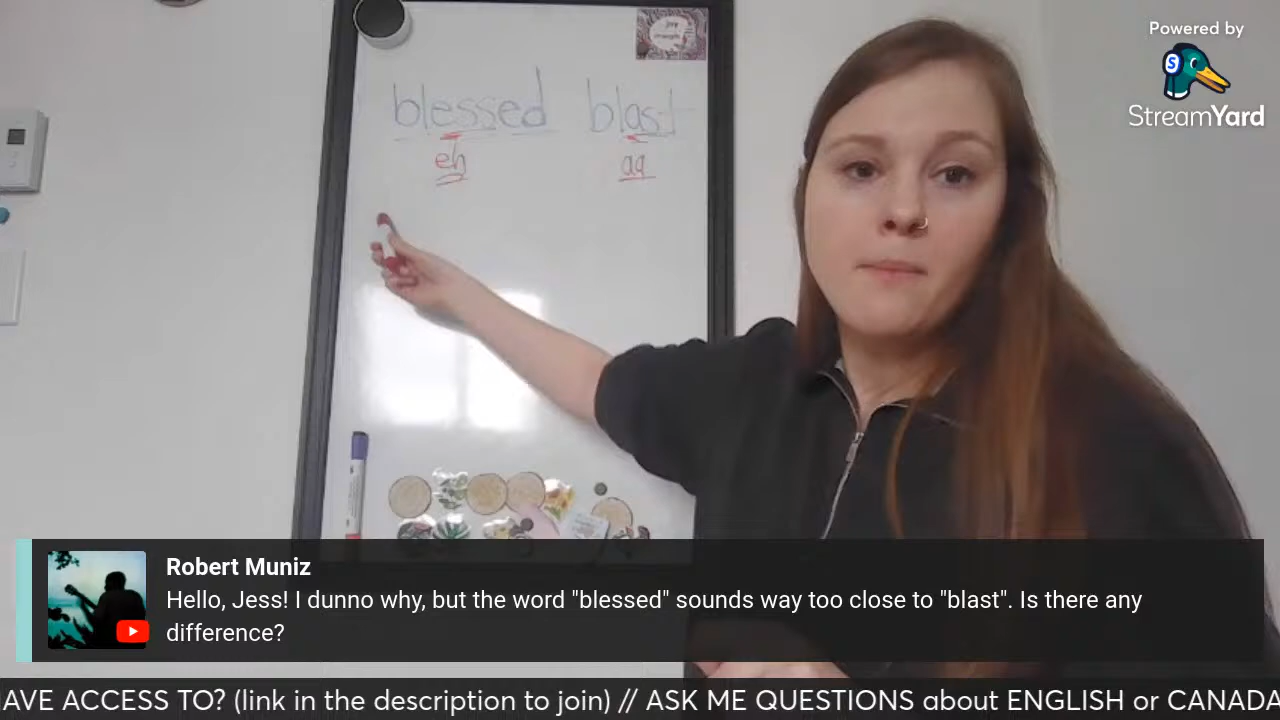 Powered by
StreamYard
blessed blast
eh aa
Robert Muniz
Hello, Jess! I dunno why, but the word "blessed" sounds way too close to "blast". Is there any
difference?
HAVE ACCESS TO? (link in the description to join) // ASK ME QUESTIONS about ENGLISH or CANADA